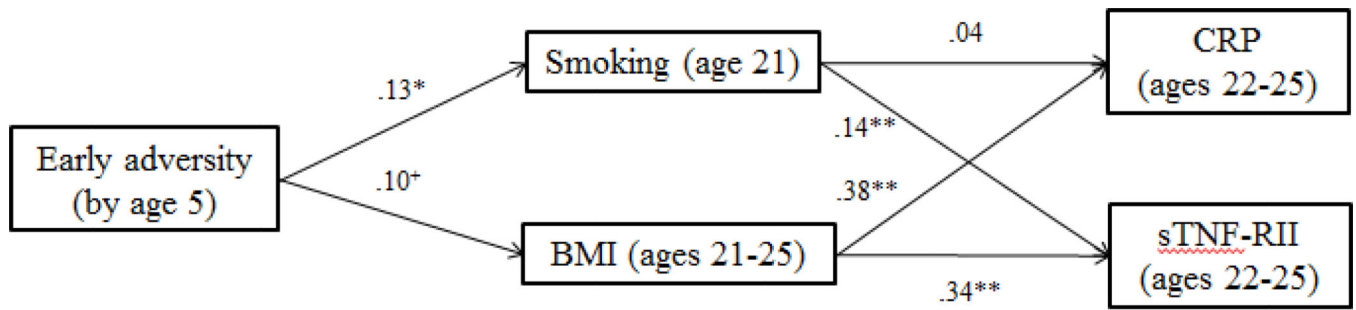 Early adversity
(by age 5)
.13*
.10+
Smoking (age 21)
BMI (ages 21-25)
.04
.14**
.38**
.34**
CRP
(ages 22-25)
sTNF-RII
(ages 22-25)